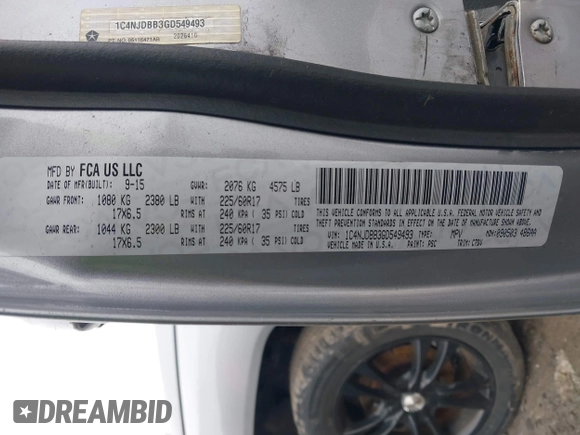 1C4NJDBB3GD549493
MFD BY FCA US LLC
DATE OF MFR(BUILT): 9-15 GVWR: 2076 KG 4575 LB
GAWR FRONT: 1080 KG 2380 LB WITH 225/60R17 TIRES
17X6.5 RIMS AT 240 KPA ( 35 PSI) COLD
GAWR REAR: 1044 KG 2300 LB WITH 225/60R17 TIRES
17X6.5 RIMS AT 240 KPA ( 35 PSI) COLD
THIS VEHICLE CONFORMS TO ALL APPLICABLE U.S.A. FEDERAL MOTOR VEHICLE
SAFETY, BUMPER, AND THEFT PREVENTION STANDARDS IN EFFECT ON THE DATE OF MANUFACTURE SHOWN ABOVE.
VIN: 1C4NJDBB3GD549493 TYPE: MPV
VEHICLE MADE IN U.S.A. PAINT: PSC TRIM:
DREAMBID